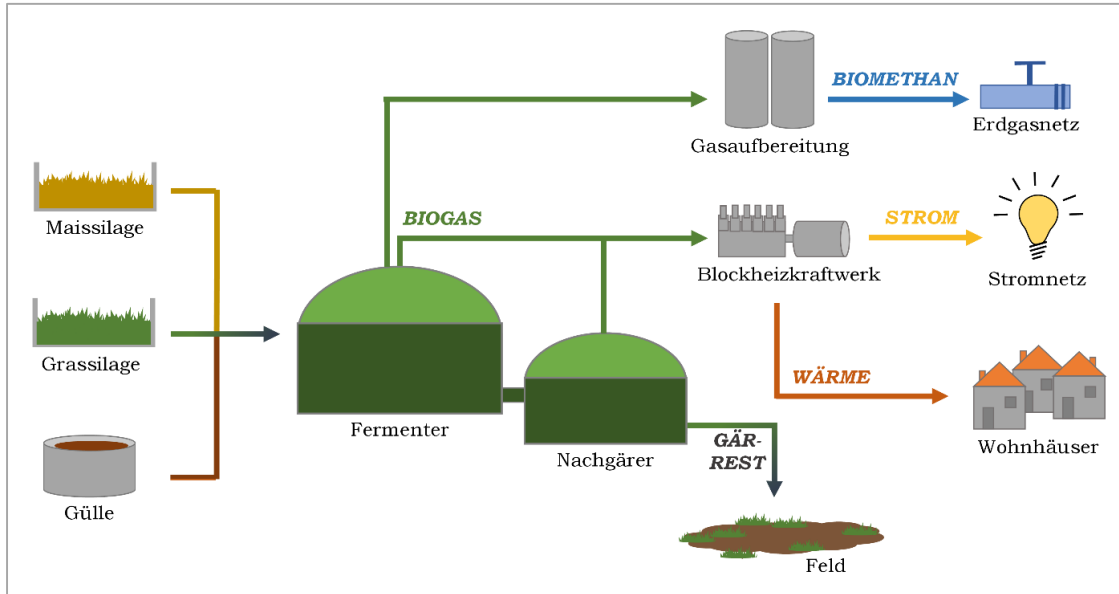 BIOMETHAN
Erdgasnetz
Gasaufbereitung
Maissilage
BIOGAS
STROM
Blockheizkraftwerk
Stromnetz
Grassilage
WÄRME
Fermenter
Nachgärer
GÄR-
REST
Wohnhäuser
Gülle
Feld